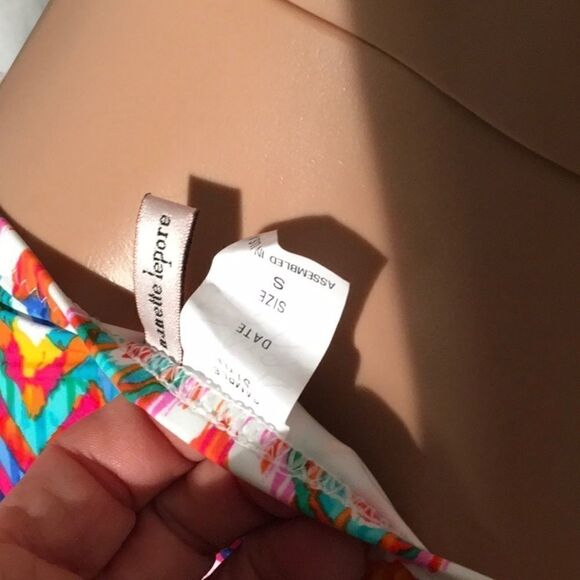 nanette lepore
ASSEMBLED IN
S
SIZE
DATE